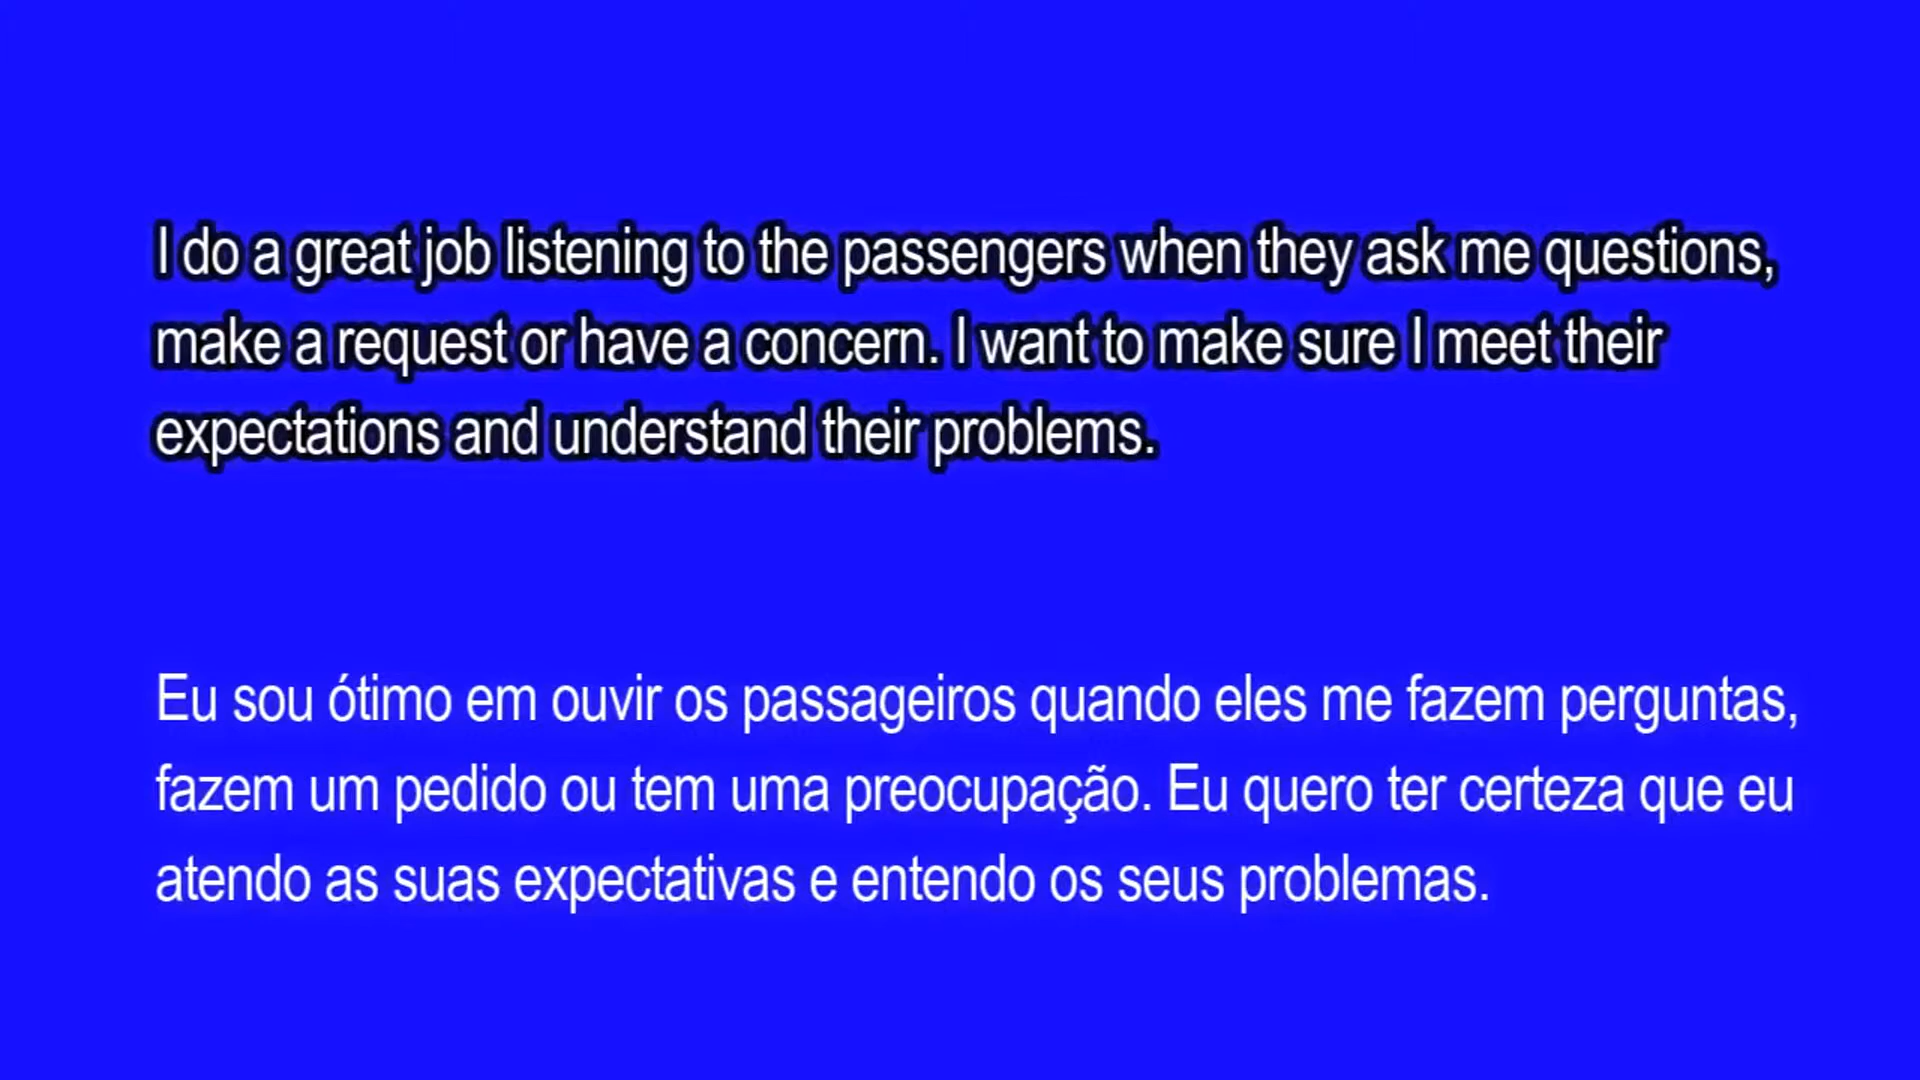 I do a great job listening to the passengers when they ask me questions,
make a request or have a concern. I want to make sure I meet their
expectations and understand their problems.
Eu sou ótimo em ouvir os passageiros quando eles me fazem perguntas,
fazem um pedido ou tem uma preocupação. Eu quero ter certeza que eu
atendo as suas expectativas e entendo os seus problemas.